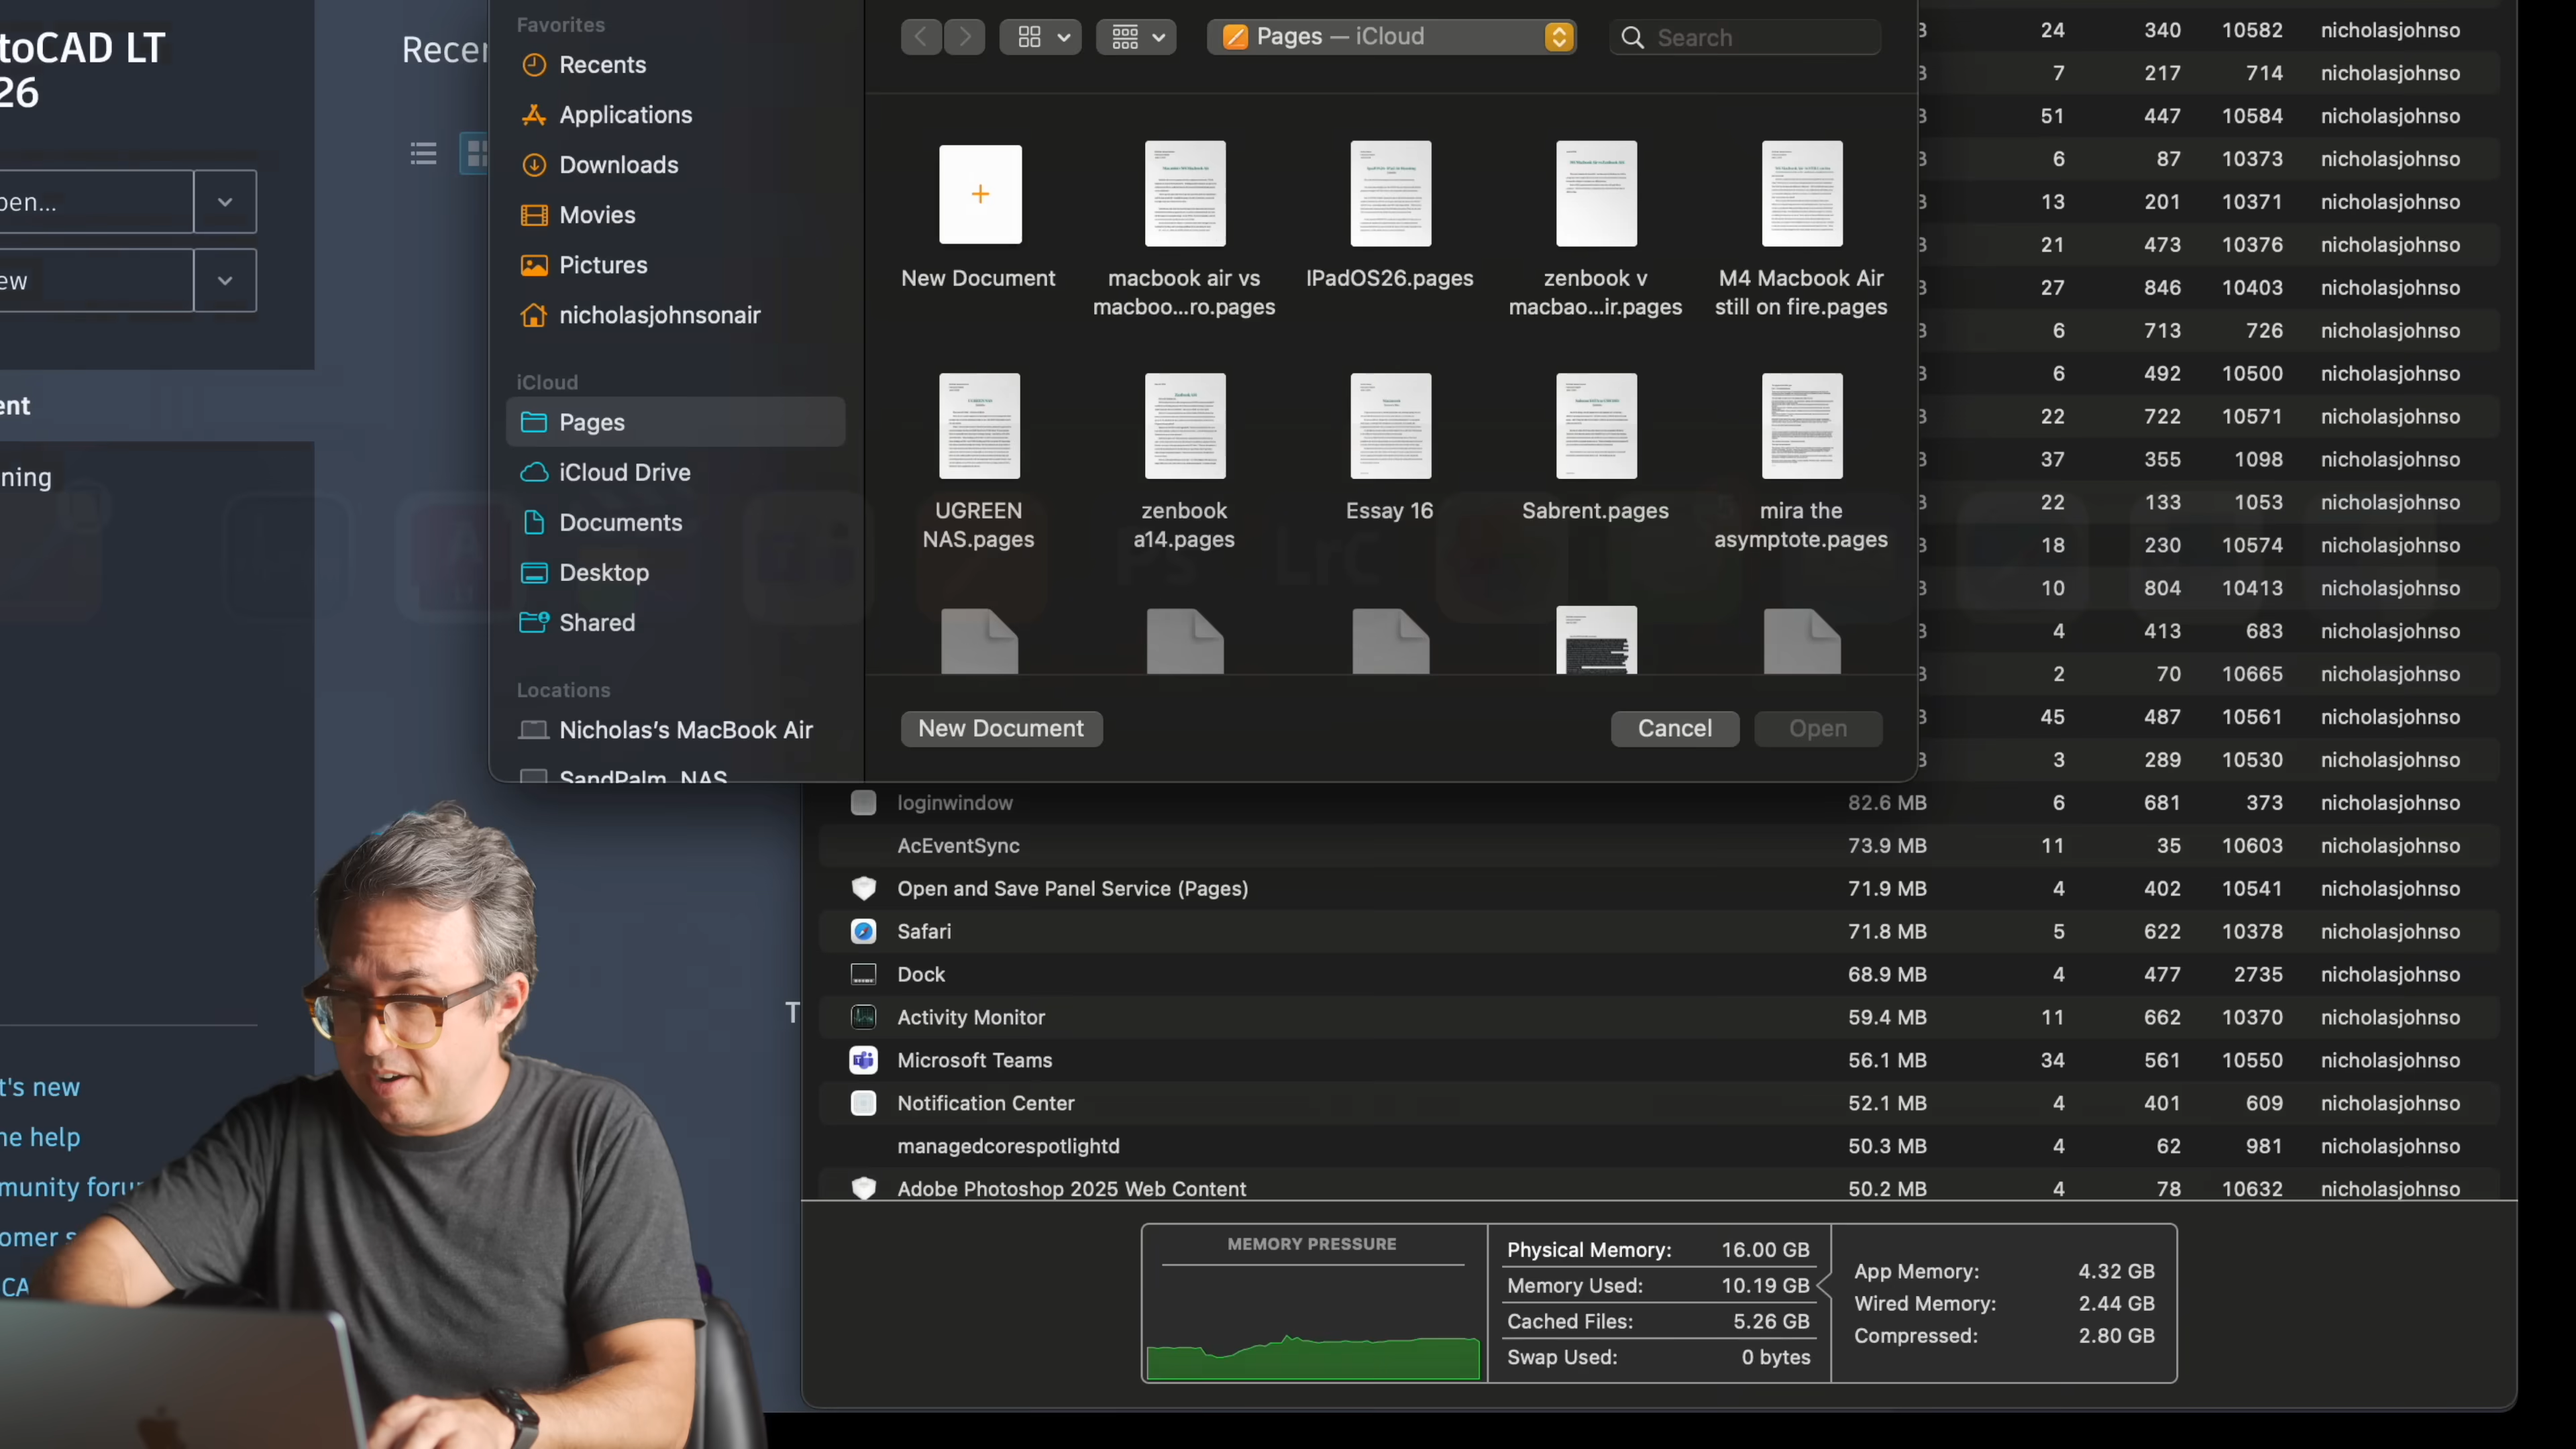 toCAD LT
26
Recer
pen...
ew
ent
ning
t's new
ne help
munity foru
omer s
CA
T
Favorites
Recents
Applications
Downloads
Movies
Pictures
nicholasjohnsonair
iCloud
Pages
iCloud Drive
Documents
Desktop
Shared
Locations
Nicholas's MacBook Air
SandPalm_NAS
Pages — iCloud
Search
New Document
macbook air vs
macboo...ro.pages
IPadOS26.pages
zenbook v
macbao...ir.pages
M4 Macbook Air
still on fire.pages
UGREEN
NAS.pages
zenbook
a14.pages
Essay 16
Sabrent.pages
mira the
asymptote.pages
Ps
LrC
New Document
Cancel
Open
24 340 10582 nicholasjohnso
7 217 714 nicholasjohnso
51 447 10584 nicholasjohnso
6 87 10373 nicholasjohnso
13 201 10371 nicholasjohnso
21 473 10376 nicholasjohnso
27 846 10403 nicholasjohnso
6 713 726 nicholasjohnso
6 492 10500 nicholasjohnso
22 722 10571 nicholasjohnso
37 355 1098 nicholasjohnso
22 133 1053 nicholasjohnso
18 230 10574 nicholasjohnso
10 804 10413 nicholasjohnso
4 413 683 nicholasjohnso
2 70 10665 nicholasjohnso
45 487 10561 nicholasjohnso
3 289 10530 nicholasjohnso
loginwindow 82.6 MB 6 681 373 nicholasjohnso
AcEventSync 73.9 MB 11 35 10603 nicholasjohnso
Open and Save Panel Service (Pages) 71.9 MB 4 402 10541 nicholasjohnso
Safari 71.8 MB 5 622 10378 nicholasjohnso
Dock 68.9 MB 4 477 2735 nicholasjohnso
Activity Monitor 59.4 MB 11 662 10370 nicholasjohnso
Microsoft Teams 56.1 MB 34 561 10550 nicholasjohnso
Notification Center 52.1 MB 4 401 609 nicholasjohnso
managedcorespotlightd 50.3 MB 4 62 981 nicholasjohnso
Adobe Photoshop 2025 Web Content 50.2 MB 4 78 10632 nicholasjohnso
MEMORY PRESSURE
Physical Memory: 16.00 GB
Memory Used: 10.19 GB
Cached Files: 5.26 GB
Swap Used: 0 bytes
App Memory: 4.32 GB
Wired Memory: 2.44 GB
Compressed: 2.80 GB